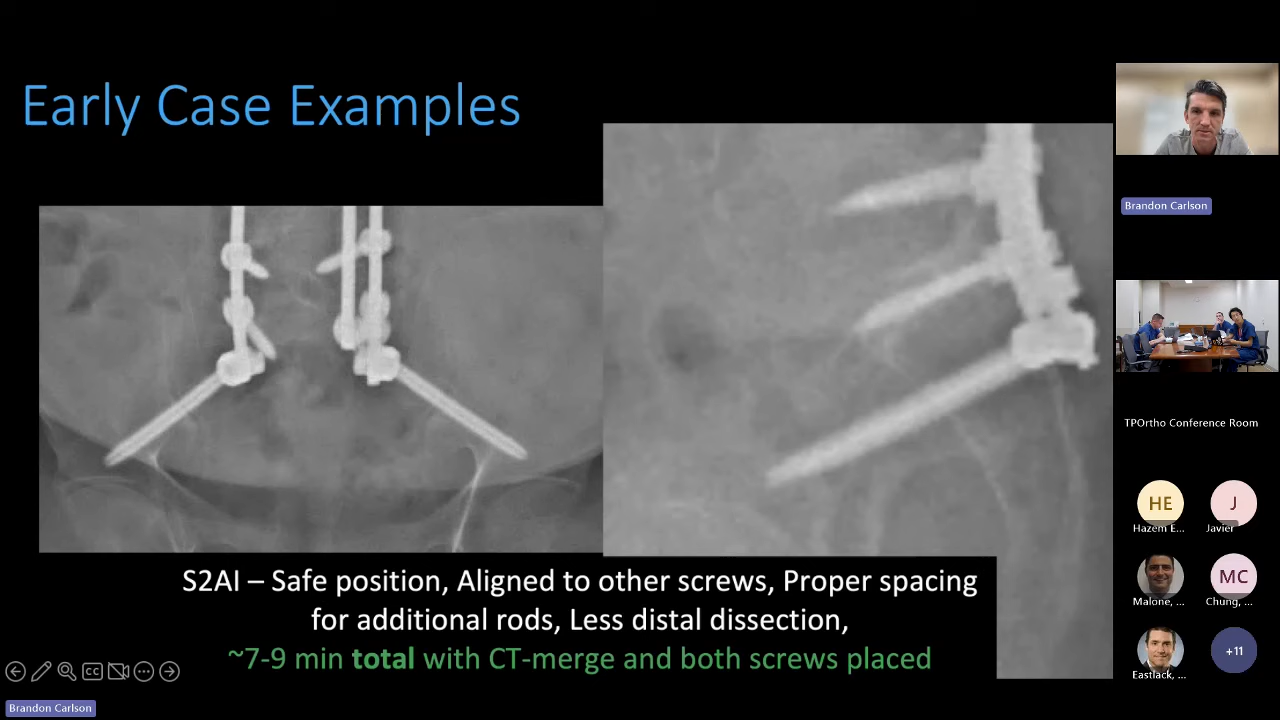 Early Case Examples
S2AI – Safe position, Aligned to other screws, Proper spacing
for additional rods, Less distal dissection,
~7-9 min total with CT-merge and both screws placed
CC
Brandon Carlson
Brandon Carlson
TPOrtho Conference Room
HE
Hazem E...
J
Javier
Malone, ...
MC
Chung, ...
Eastlack, ...
+11